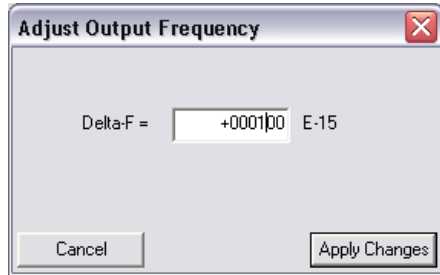 Adjust Output Frequency
Delta-F = +000100 E-15
Cancel Apply Changes